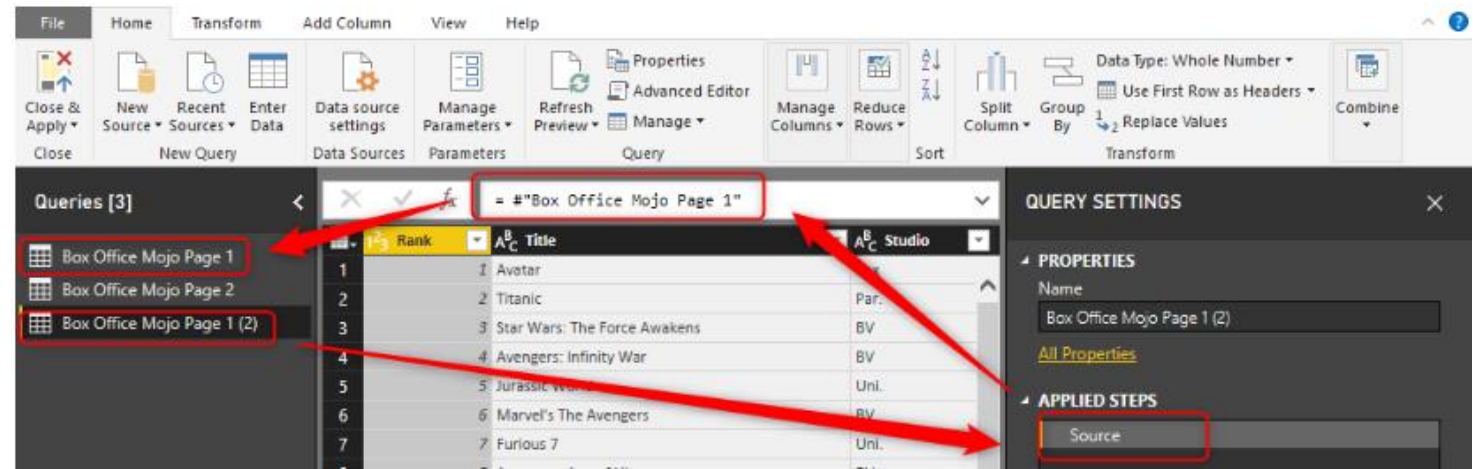 File Home Transform Add Column View Help
Close & Apply
New Source
Recent Sources
Enter Data
Data source settings
Manage Parameters
Refresh Preview
Properties
Advanced Editor
Manage
Manage Columns
Reduce Rows
Split Column
Group By
Data Type: Whole Number
Use First Row as Headers
Replace Values
Combine
Close New Query Data Sources Parameters Query Sort Transform
Queries [3]
Box Office Mojo Page 1
Box Office Mojo Page 2
Box Office Mojo Page 1 (2)
fx = #"Box Office Mojo Page 1"
Rank ABC Title ABC Studio
1 1 Avatar
2 2 Titanic Par.
3 3 Star Wars: The Force Awakens BV
4 4 Avengers: Infinity War BV
5 5 Jurassic Uni.
6 6 Marvel's The Avengers BV
7 7 Furious 7 Uni.
QUERY SETTINGS
PROPERTIES
Name
Box Office Mojo Page 1 (2)
All Properties
APPLIED STEPS
Source